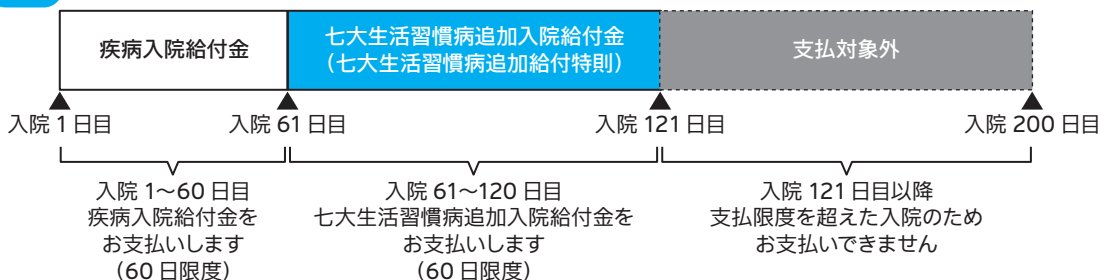 疾病入院給付金
七大生活習慣病追加入院給付金
（七大生活習慣病追加給付特則）
支払対象外
入院 1 日目
入院 61 日目
入院 121 日目
入院 200 日目
入院 1～60 日目
疾病入院給付金を
お支払いします
（60 日限度）
入院 61～120 日目
七大生活習慣病追加入院給付金を
お支払いします
（60 日限度）
入院 121 日目以降
支払限度を超えた入院のため
お支払いできません